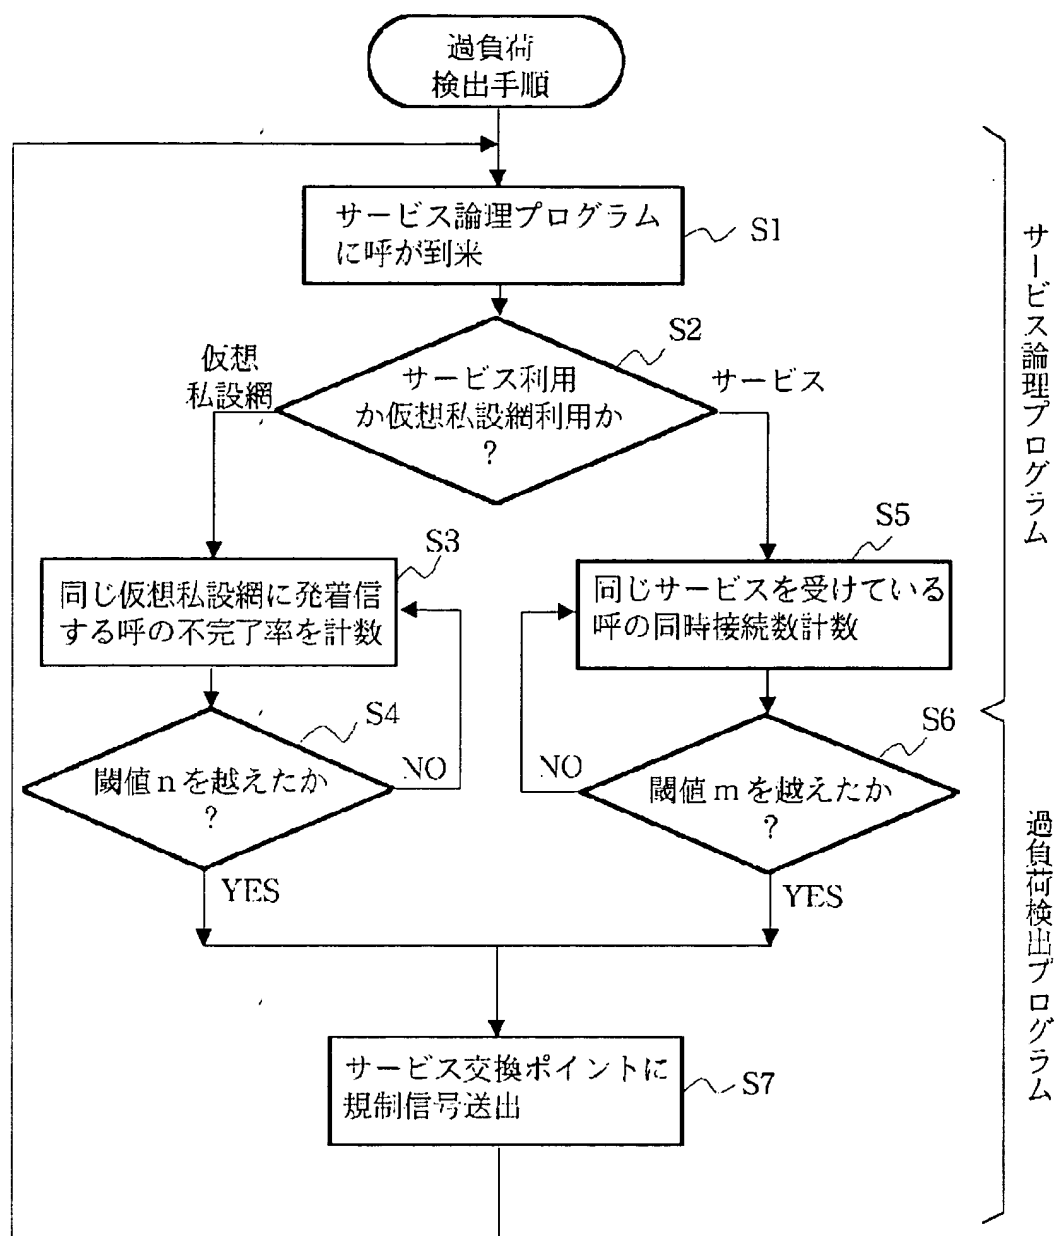 過負荷
検出手順
サービス論理プログラム
に呼が到来
S1
S2
仮想
私設網
サービス利用
か仮想私設網利用か
?
サービス
S3
同じ仮想私設網に発着信
する呼の不完了率を計数
S5
同じサービスを受けている
呼の同時接続数計数
S4
閾値nを越えたか
?
NO
YES
S6
閾値mを越えたか
?
NO
YES
サービス交換ポイントに
規制信号送出
S7
サービス論理プログラム
過負荷検出プログラム